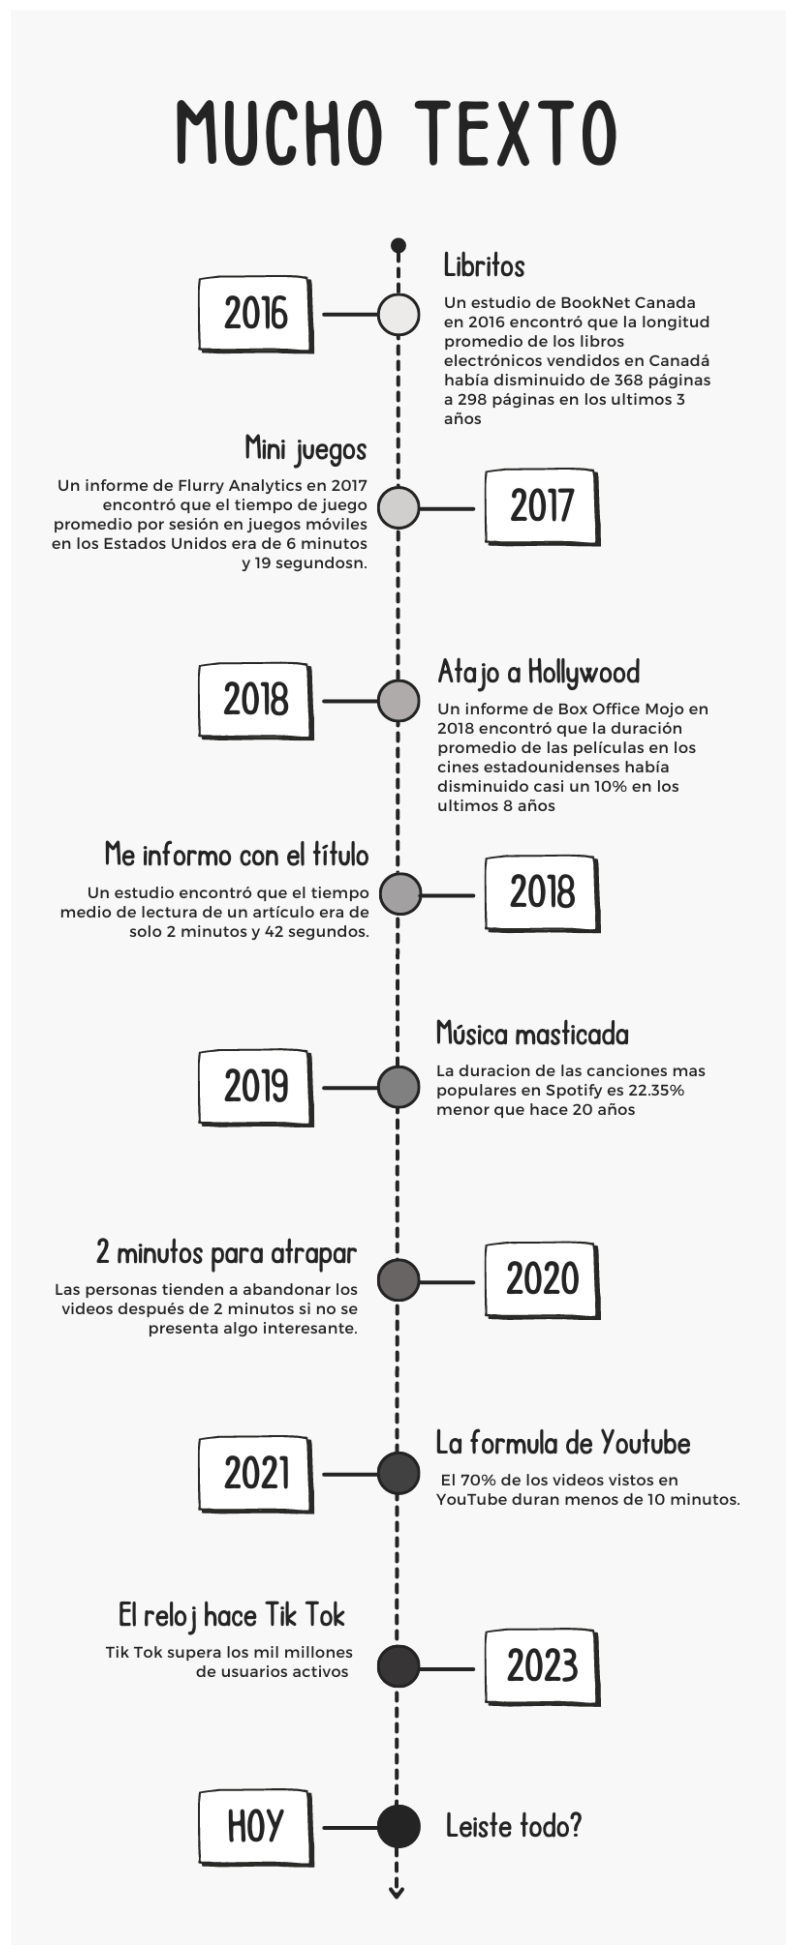 MUCHO TEXTO
2016
Libritos
Un estudio de BookNet Canada
en 2016 encontró que la longitud
promedio de los libros
electrónicos vendidos en Canadá
había disminuido de 368 páginas
a 298 páginas en los ultimos 3
años
Mini juegos
Un informe de Flurry Analytics en 2017
encontró que el tiempo de juego
promedio por sesión en juegos móviles
en los Estados Unidos era de 6 minutos
y 19 segundosn.
2017
2018
Atajo a Hollywood
Un informe de Box Office Mojo en
2018 encontró que la duración
promedio de las películas en los
cines estadounidenses había
disminuido casi un 10% en los
ultimos 8 años
Me informo con el título
Un estudio encontró que el tiempo
medio de lectura de un artículo era de
solo 2 minutos y 42 segundos.
2018
2019
Música masticada
La duracion de las canciones mas
populares en Spotify es 22.35%
menor que hace 20 años
2 minutos para atrapar
Las personas tienden a abandonar los
videos después de 2 minutos si no se
presenta algo interesante.
2020
2021
La formula de Youtube
El 70% de los videos vistos en
YouTube duran menos de 10 minutos.
El reloj hace Tik Tok
Tik Tok supera los mil millones
de usuarios activos
2023
HOY
Leiste todo?